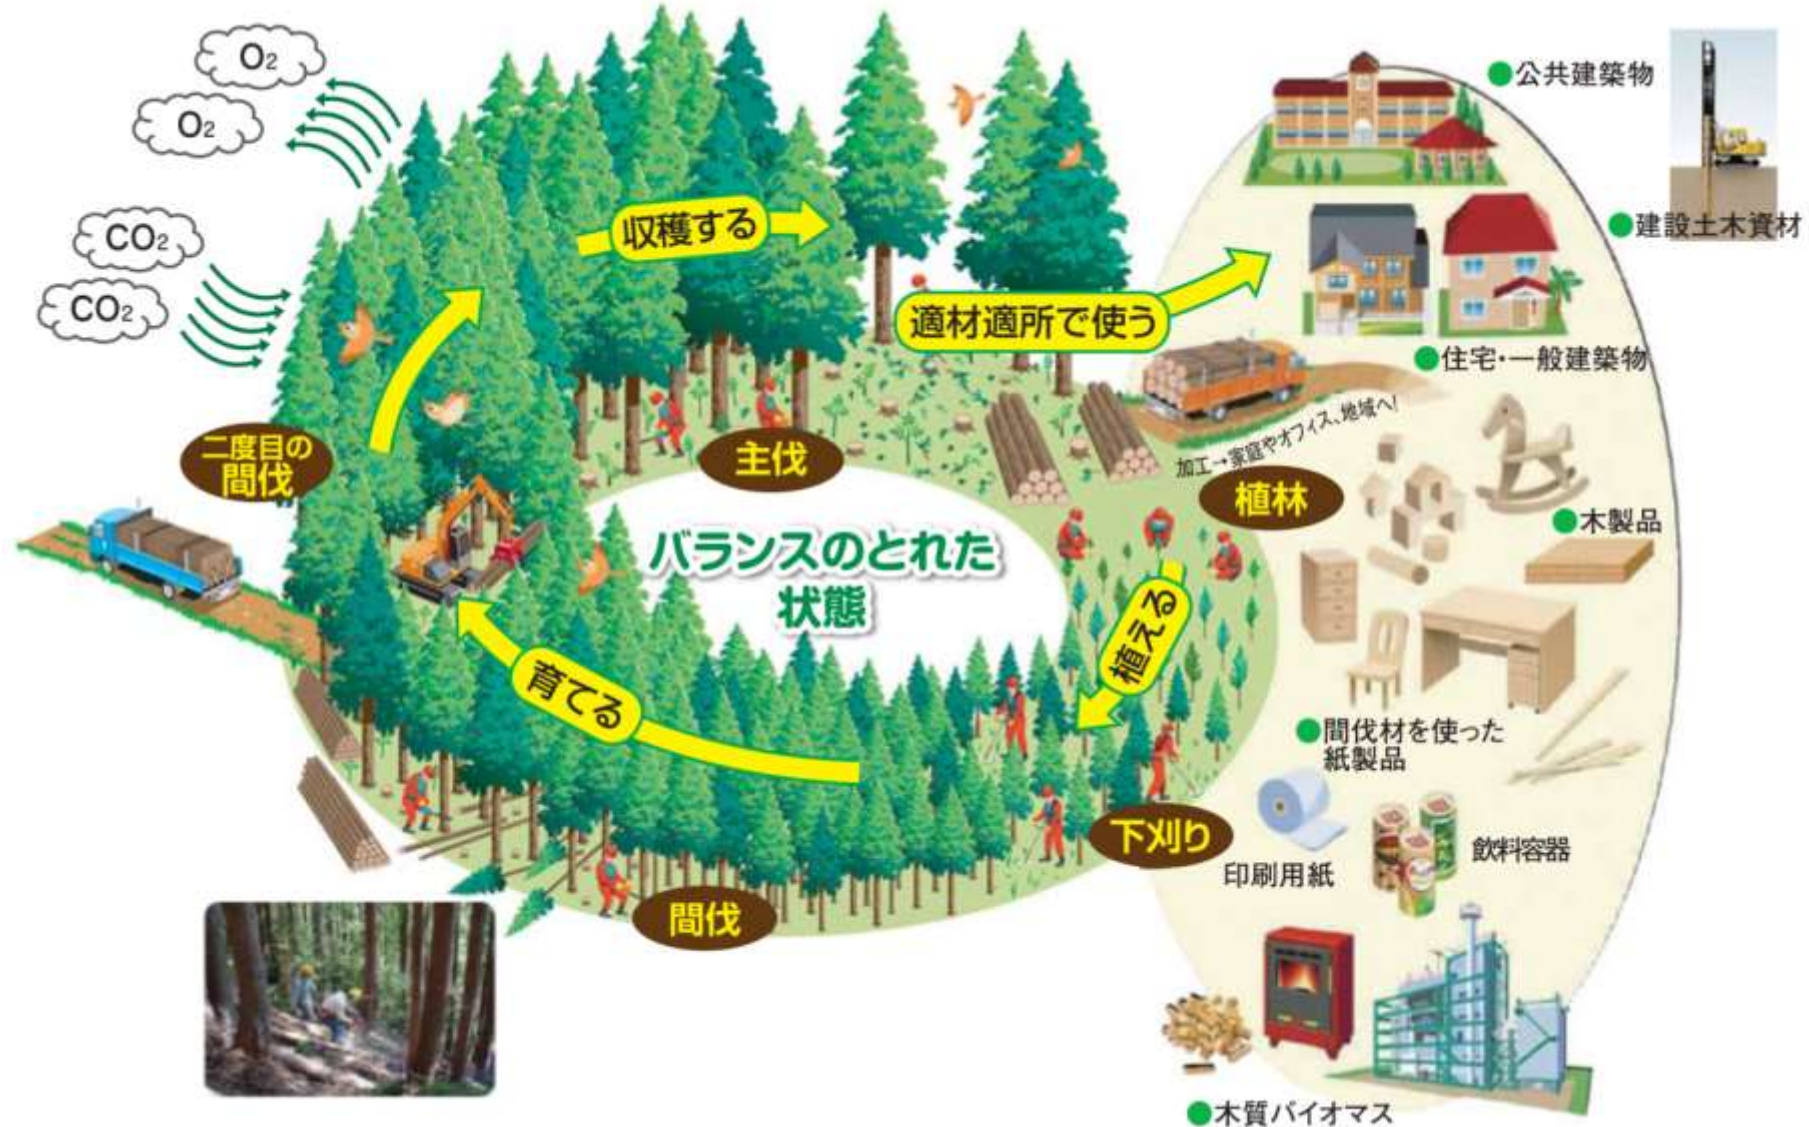 O2
O2
CO2
CO2
収穫する
適材適所で使う
公共建築物
建設土木資材
住宅・一般建築物
加工→家庭やオフィス、地域へ!
二度目の
間伐
主伐
植林
木製品
バランスのとれた
状態
植える
育てる
間伐材を使った
紙製品
下刈り
印刷用紙
飲料容器
間伐
木質バイオマス